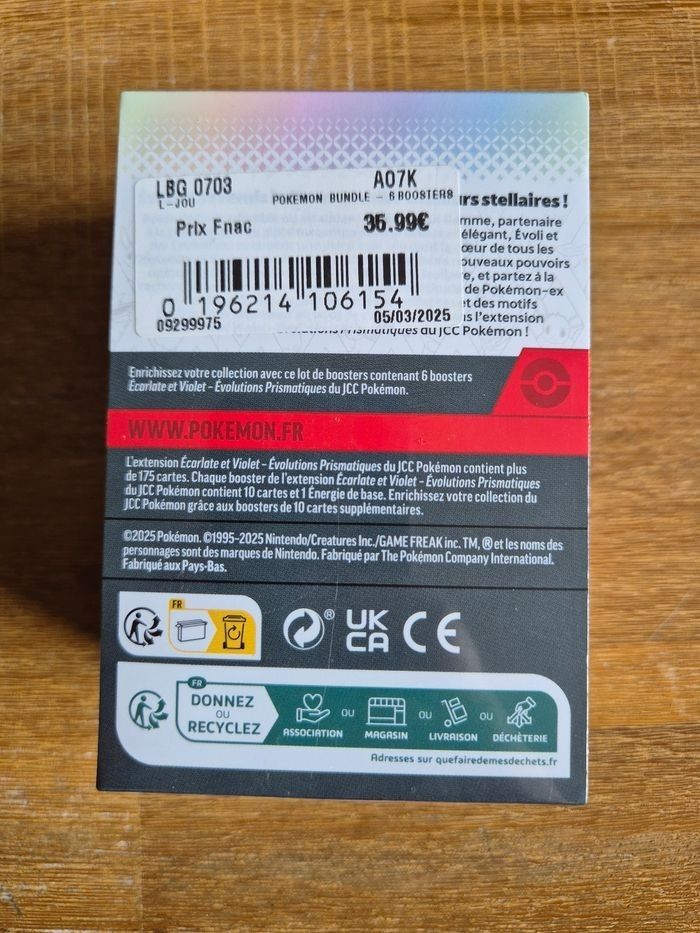 LBG 0703 A07K
L-JOU POKEMON BUNDLE - 6 BOOSTERS
Prix Fnac 35.99€
0 196214 106154
09299975 05/03/2025
urs stellaires !
mme, partenaire
élégant, Évoli et
cœur de tous les
ouveaux pouvoirs
e, et partez à la
de Pokémon-ex
et des motifs
s l'extension
Évolutions Prismatiques du JCC Pokémon !
Enrichissez votre collection avec ce lot de boosters contenant 6 boosters
Écarlate et Violet – Évolutions Prismatiques du JCC Pokémon.
WWW.POKEMON.FR
L'extension Écarlate et Violet – Évolutions Prismatiques du JCC Pokémon contient plus
de 175 cartes. Chaque booster de l'extension Écarlate et Violet – Évolutions Prismatiques
du JCC Pokémon contient 10 cartes et 1 Énergie de base. Enrichissez votre collection du
JCC Pokémon grâce aux boosters de 10 cartes supplémentaires.
©2025 Pokémon. ©1995-2025 Nintendo/Creatures Inc./GAME FREAK inc. TM, ® et les noms des
personnages sont des marques de Nintendo. Fabriqué par The Pokémon Company International.
Fabriqué aux Pays-Bas.
FR
®
UK
CA
CE
FR
DONNEZ
OU
RECYCLEZ
ASSOCIATION OU MAGASIN OU LIVRAISON OU DÉCHÈTERIE
Adresses sur quefairedemesdechets.fr